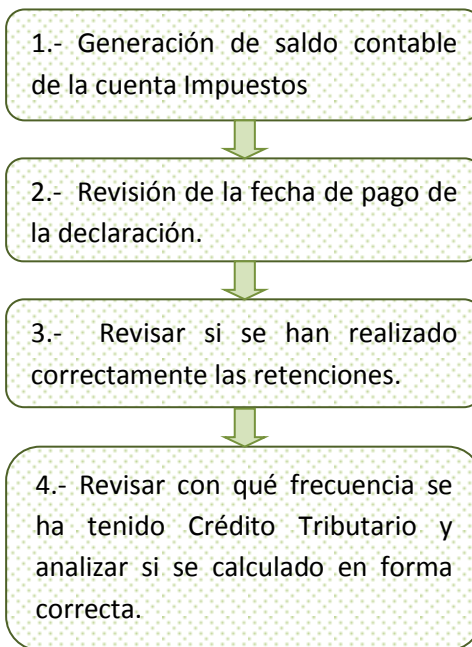 1.- Generación de saldo contable
de la cuenta Impuestos
2.- Revisión de la fecha de pago de
la declaración.
3.- Revisar si se han realizado
correctamente las retenciones.
4.- Revisar con qué frecuencia se
ha tenido Crédito Tributario y
analizar si se calculado en forma
correcta.